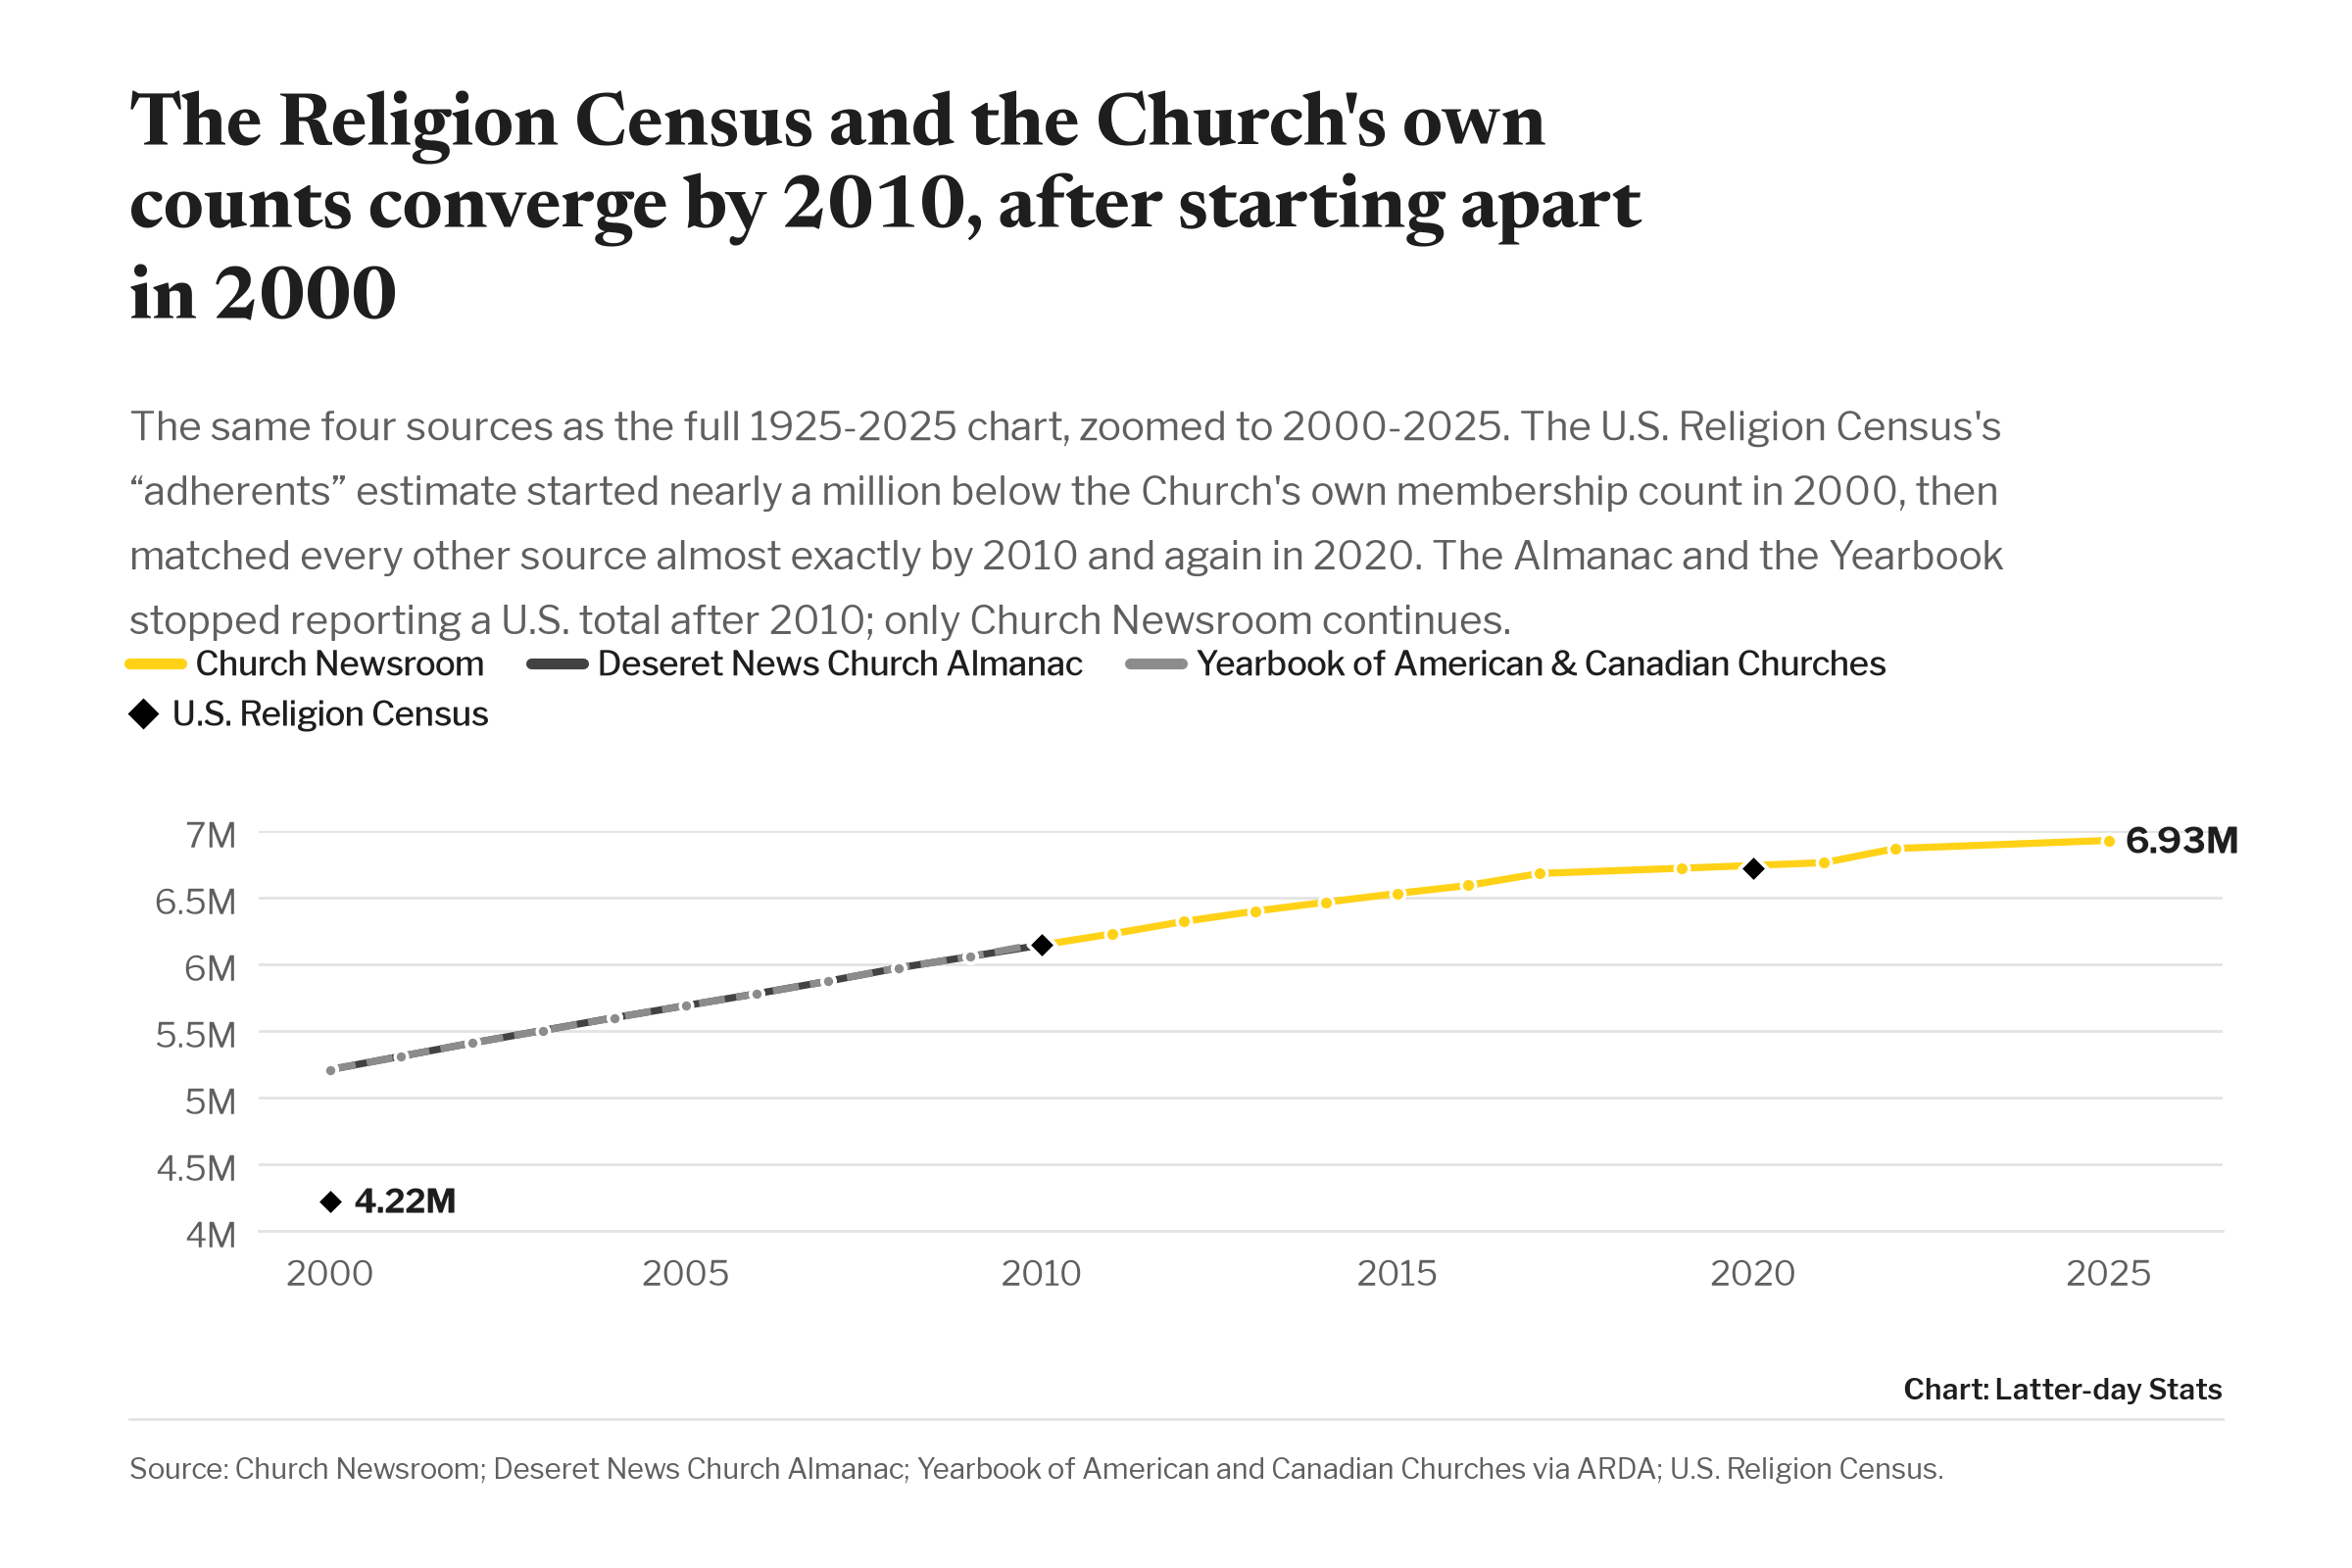 The Religion Census and the Church's own
counts converge by 2010, after starting apart
in 2000
The same four sources as the full 1925-2025 chart, zoomed to 2000-2025. The U.S. Religion Census's
“adherents” estimate started nearly a million below the Church's own membership count in 2000, then
matched every other source almost exactly by 2010 and again in 2020. The Almanac and the Yearbook
stopped reporting a U.S. total after 2010; only Church Newsroom continues.
Church Newsroom Deseret News Church Almanac Yearbook of American & Canadian Churches
U.S. Religion Census
7M
6.93M
6.5M
6M
5.5M
5M
4.5M
4.22M
4M
2000 2005 2010 2015 2020 2025
Chart: Latter-day Stats
Source: Church Newsroom; Deseret News Church Almanac; Yearbook of American and Canadian Churches via ARDA; U.S. Religion Census.